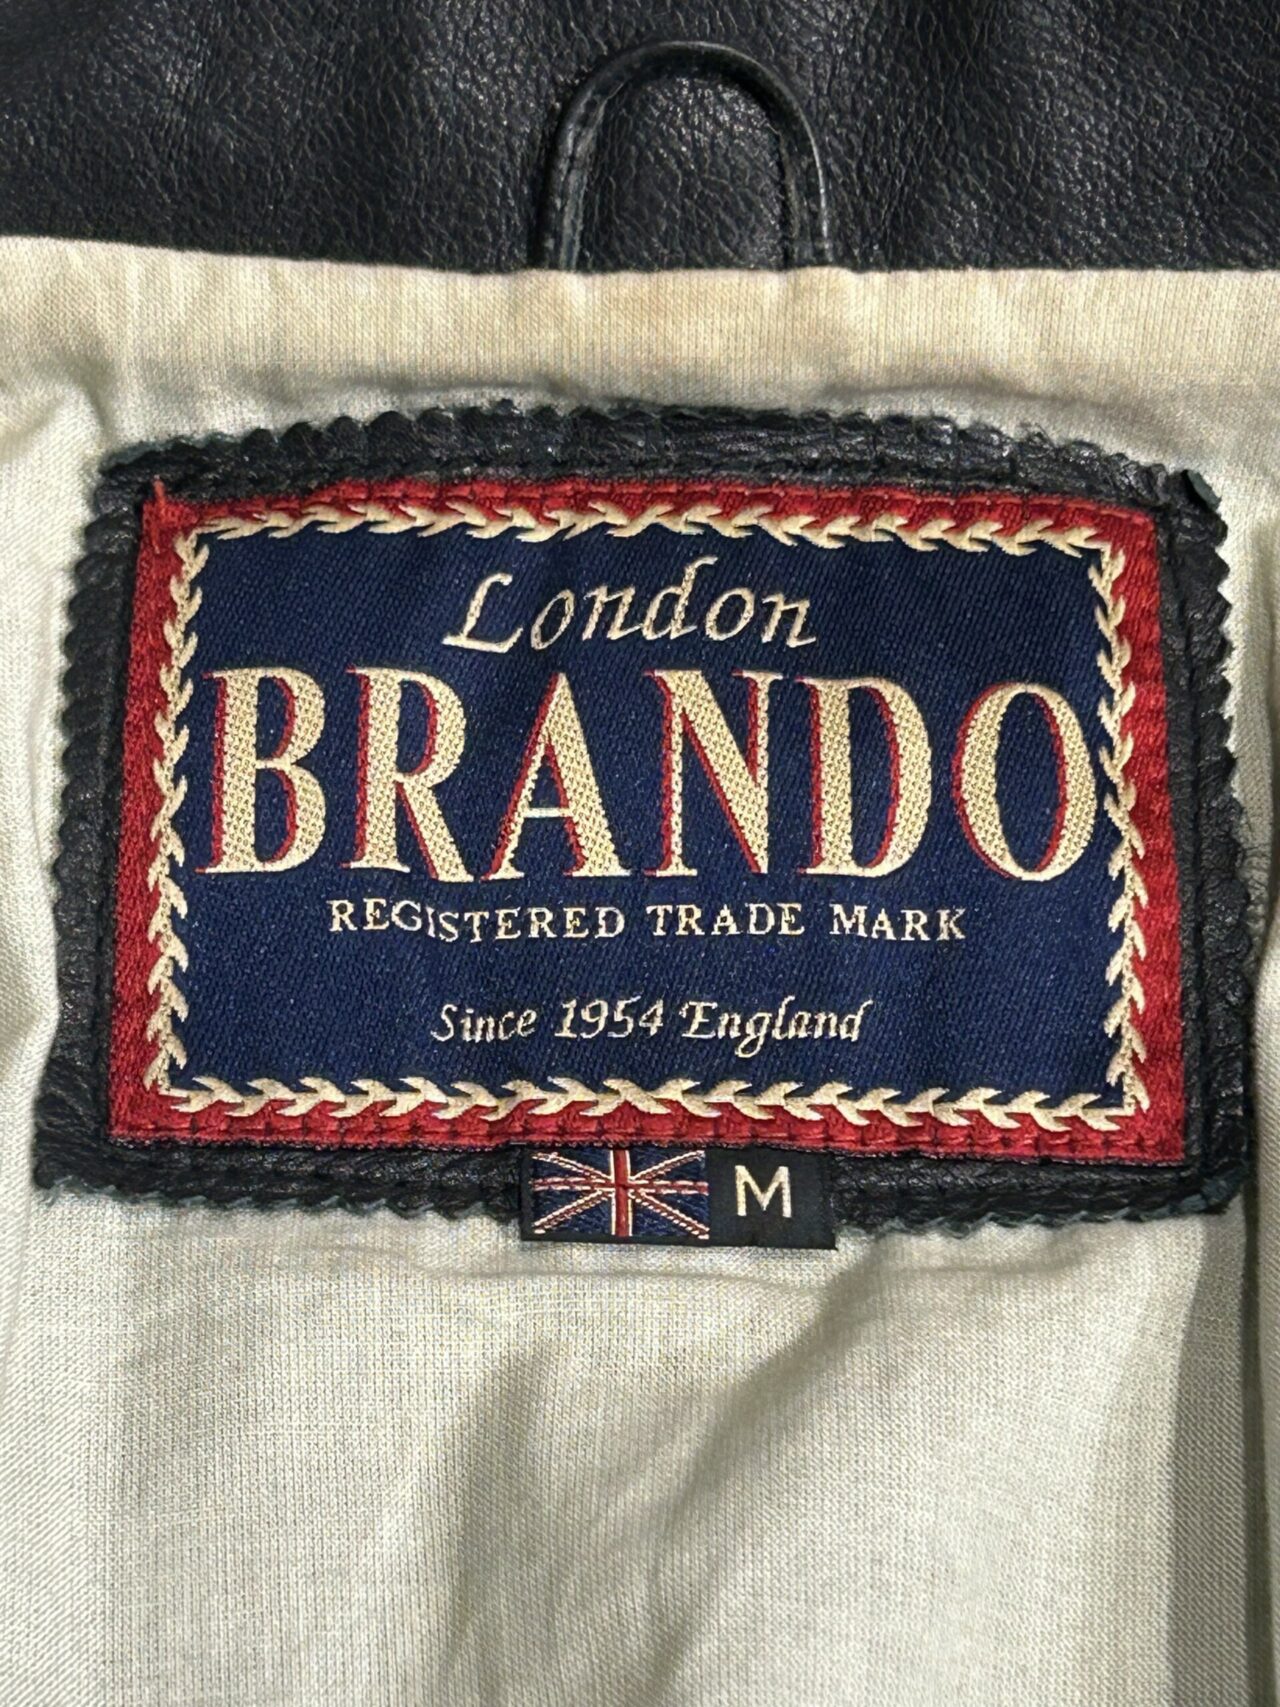 London
BRANDO
REGISTERED TRADE MARK
Since 1954 England
M